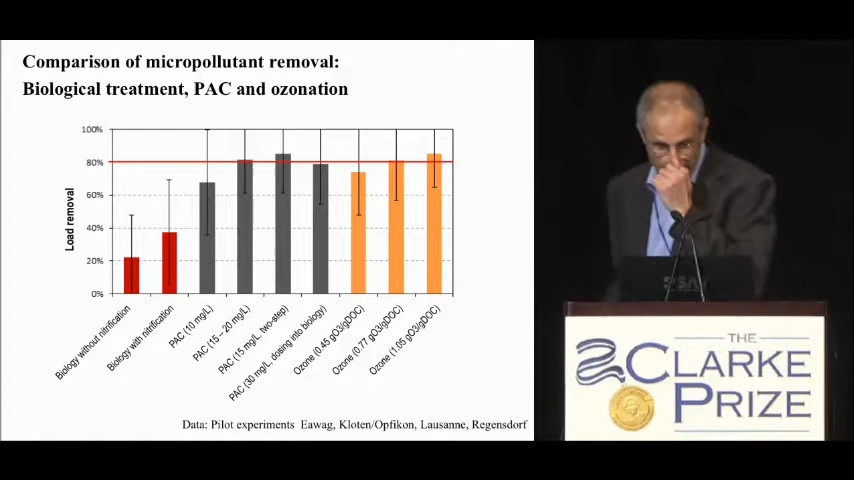 Comparison of micropollutant removal:
Biological treatment, PAC and ozonation
Load removal
100%
80%
60%
40%
20%
0%
Biology without nitrification
Biology with nitrification
PAC (10 mg/L)
PAC (15 – 20 mg/L)
PAC (15 mg/L, two-step)
PAC (30 mg/L, dosing into biology)
Ozone (0.45 gO3/gDOC)
Ozone (0.77 gO3/gDOC)
Ozone (1.05 gO3/gDOC)
Data: Pilot experiments Eawag, Kloten/Opfikon, Lausanne, Regensdorf
THE
CLARKE
PRIZE